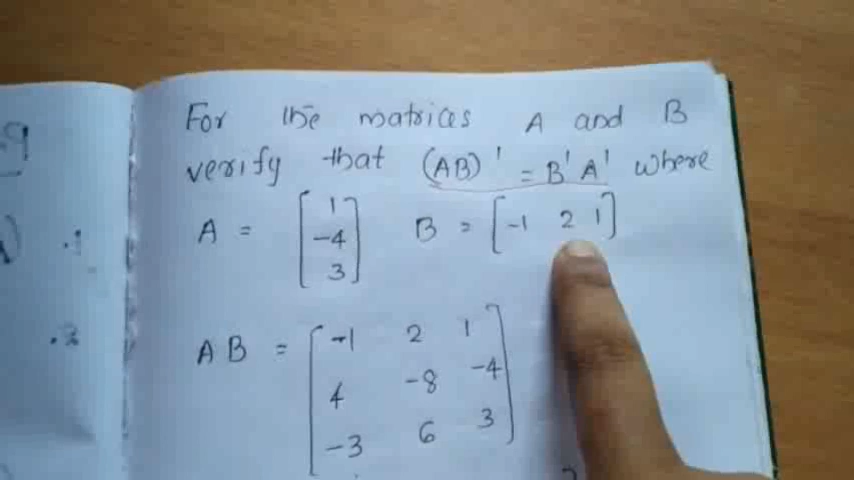 For the matrices A and B
verify that (AB)' = B' A' where
A = [ 1 -4 3 ] B = [ -1 2 1 ]
AB = [ -1 2 1
4 -8 -4
-3 6 3 ]